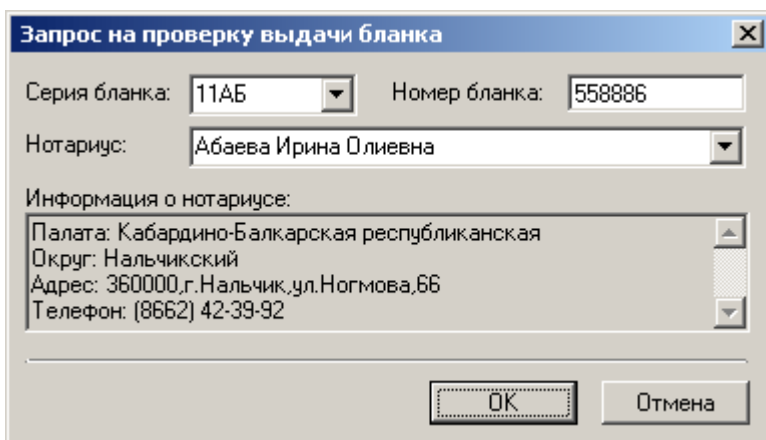 Запрос на проверку выдачи бланка
Серия бланка: 11АБ Номер бланка: 558886
Нотариус: Абаева Ирина Олиевна
Информация о нотариусе:
Палата: Кабардино-Балкарская республиканская
Округ: Нальчикский
Адрес: 360000,г.Нальчик,ул.Ногмова,66
Телефон: (8662) 42-39-92
OK Отмена